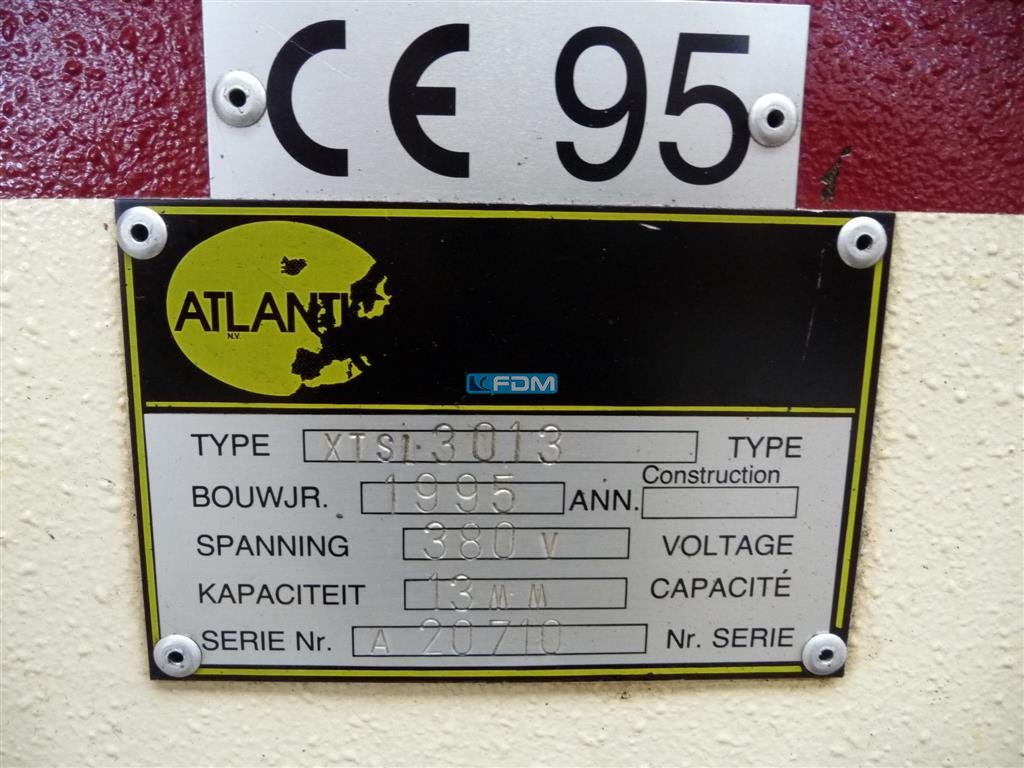 CE 95
ATLANTI
N.V.
FDM
TYPE XTSL 3013 TYPE
BOUWJR. 1995 ANN. Construction
SPANNING 380 V VOLTAGE
KAPACITEIT 13 MM CAPACITÉ
SERIE Nr. A 20710 Nr. SERIE